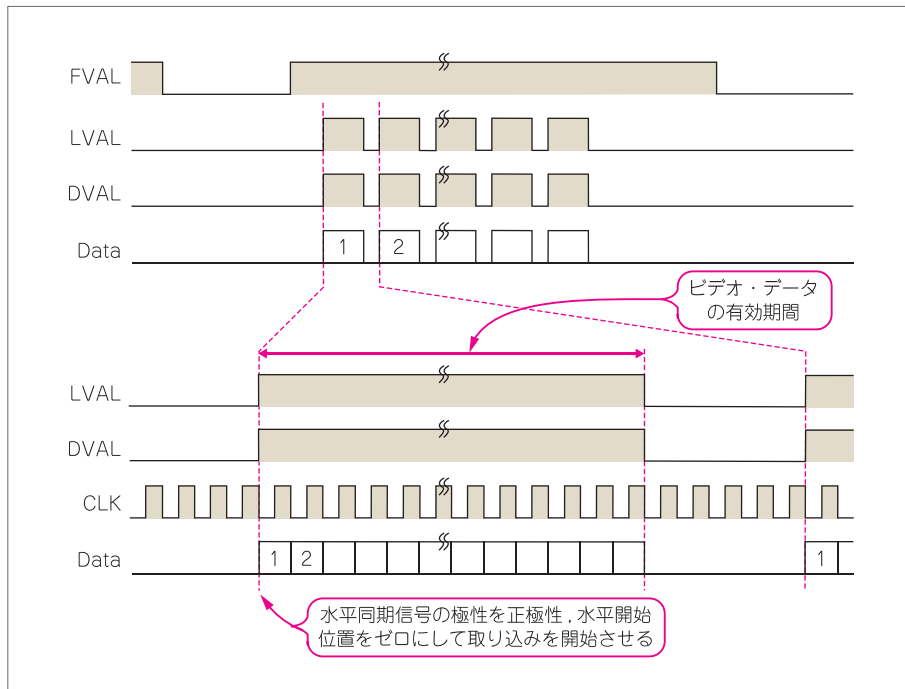 FVAL
LVAL
DVAL
Data
1
2
ビデオ・データ
の有効期間
LVAL
DVAL
CLK
Data
1
2
1
水平同期信号の極性を正極性,水平開始
位置をゼロにして取り込みを開始させる